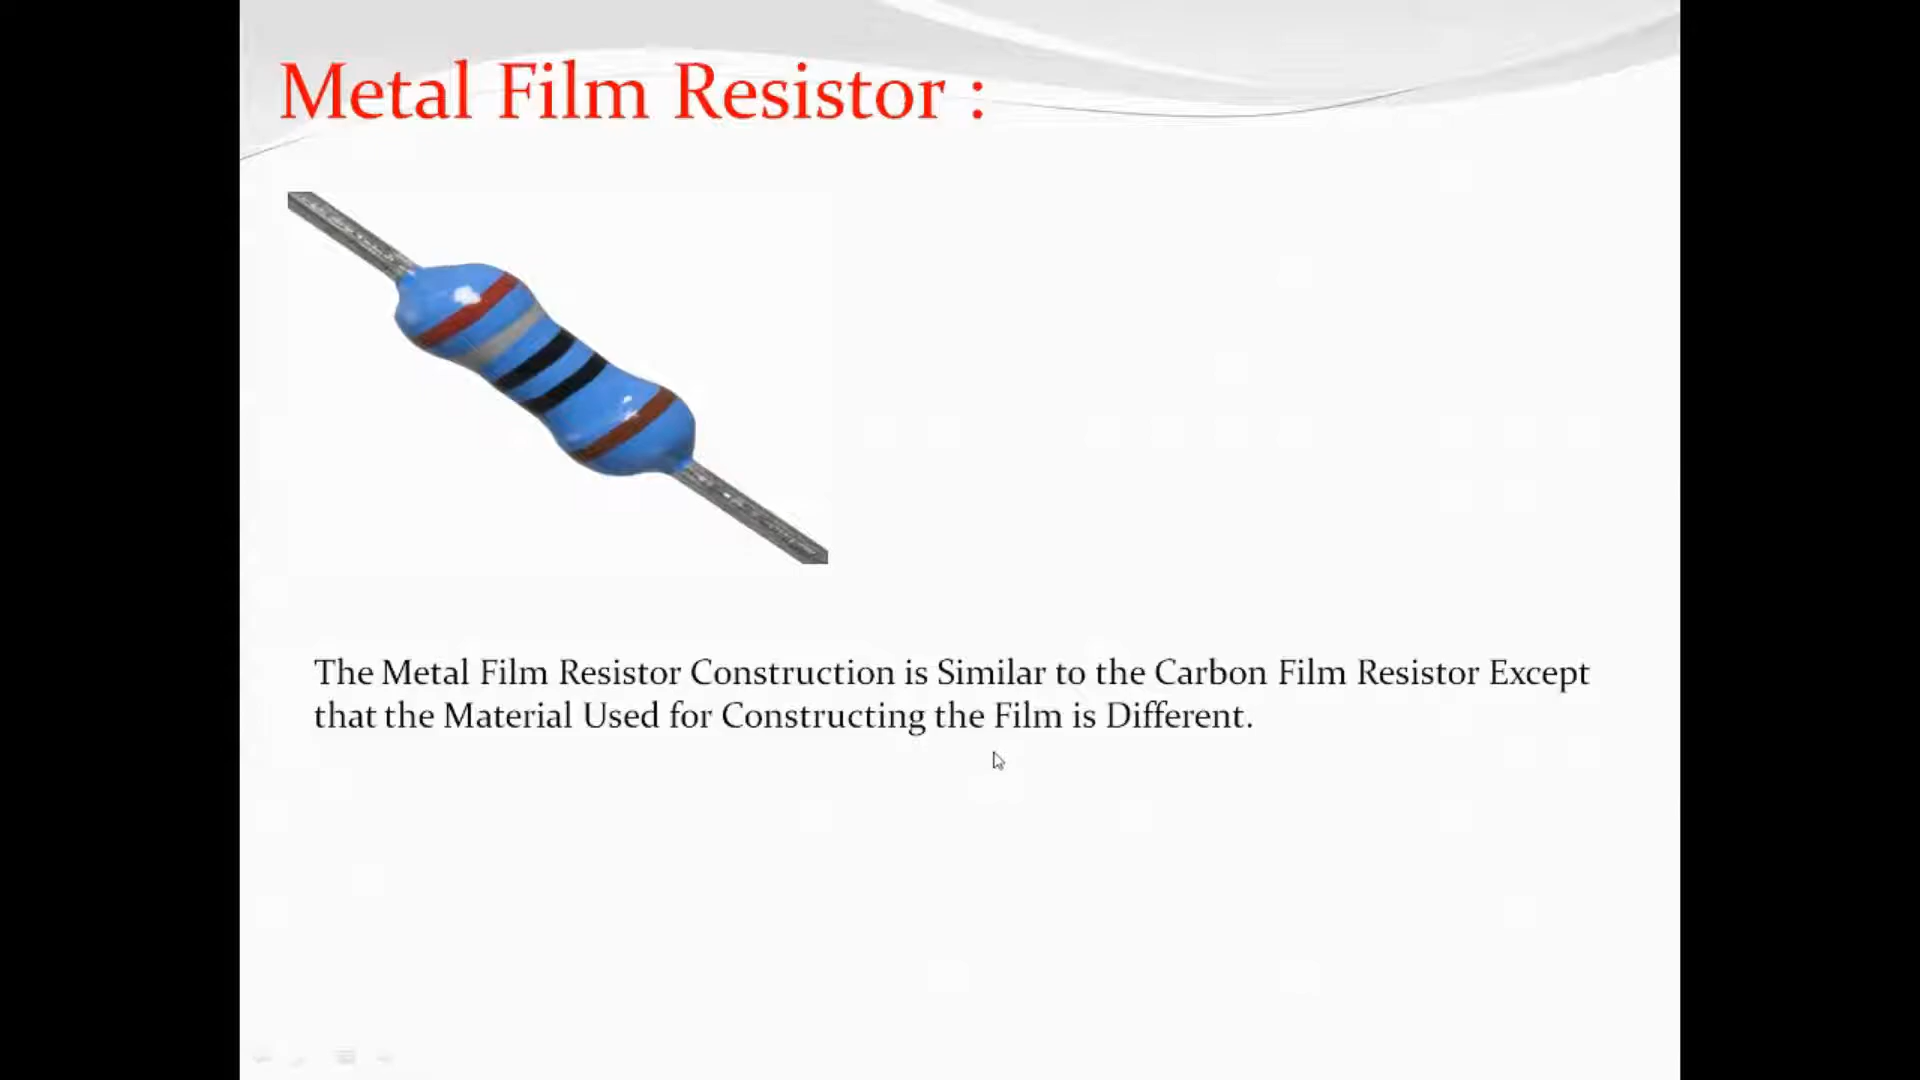 Metal Film Resistor :
The Metal Film Resistor Construction is Similar to the Carbon Film Resistor Except
that the Material Used for Constructing the Film is Different.